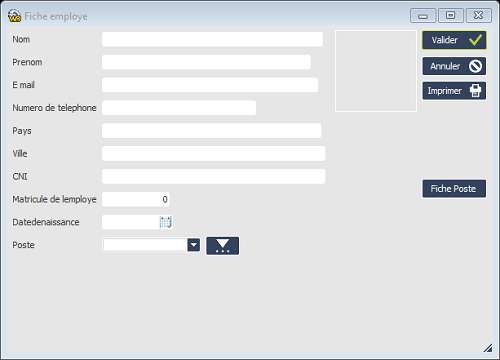 Fiche employe
Nom
Valider
Prenom
Annuler
E mail
Imprimer
Numero de telephone
Pays
Ville
CNI
Fiche Poste
Matricule de lemploye 0
Datedenaissance
Poste